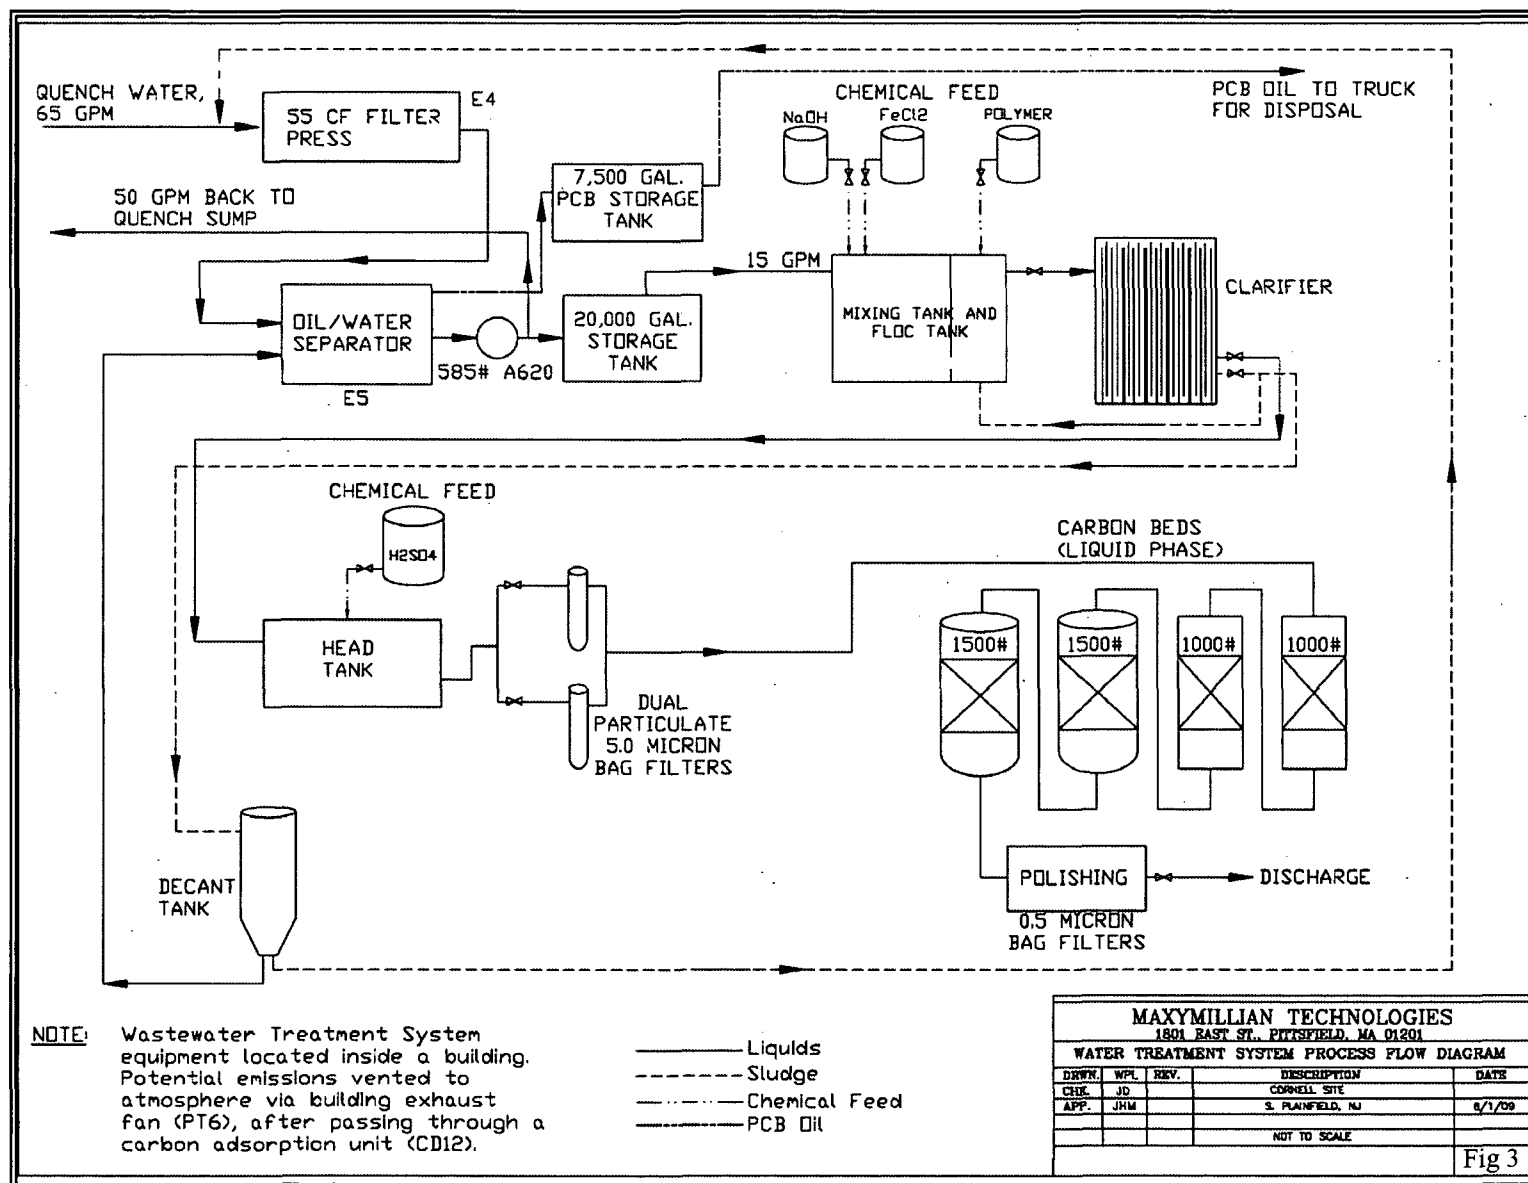 QUENCH WATER,
65 GPM
55 CF FILTER
PRESS
E4
50 GPM BACK TO
QUENCH SUMP
7,500 GAL.
PCB STORAGE
TANK
PCB OIL TO TRUCK
FOR DISPOSAL
CHEMICAL FEED
NaOH
FeCl2
POLYMER
OIL/WATER
SEPARATOR
E5
585# A620
20,000 GAL.
STORAGE
TANK
15 GPM
MIXING TANK AND
FLOC TANK
CLARIFIER
CHEMICAL FEED
H2SO4
HEAD
TANK
DUAL
PARTICULATE
5.0 MICRON
BAG FILTERS
CARBON BEDS
(LIQUID PHASE)
1500#
1500#
1000#
1000#
DECANT
TANK
POLISHING
0.5 MICRON
BAG FILTERS
DISCHARGE
NOTE: Wastewater Treatment System
equipment located inside a building.
Potential emissions vented to
atmosphere via building exhaust
fan (PT6), after passing through a
carbon adsorption unit (CD12).
Liquids
Sludge
Chemical Feed
PCB Oil
MAXYMILLIAN TECHNOLOGIES
1801 EAST ST., PITTSFIELD, MA 01201
WATER TREATMENT SYSTEM PROCESS FLOW DIAGRAM
DRWN. WPL REV. DESCRIPTION DATE
CHK. JD CORNELL SITE
APP. JHM S. PLAINFIELD, NJ 6/1/09
NOT TO SCALE
Fig 3